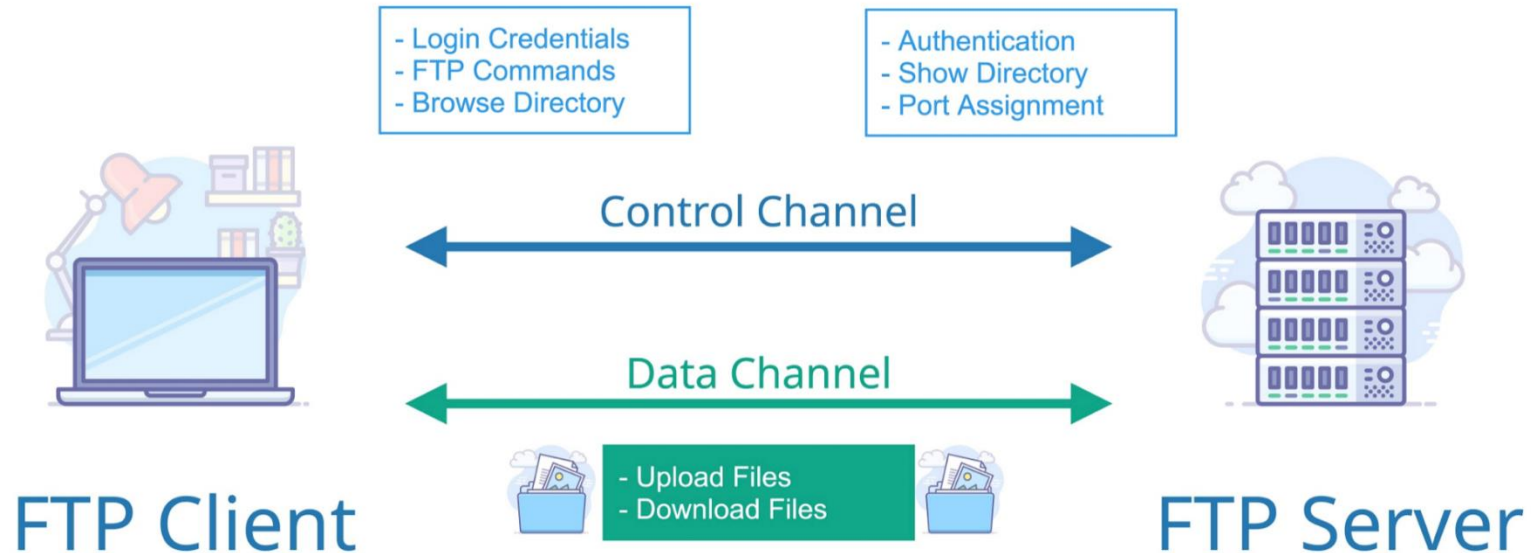 - Login Credentials
- FTP Commands
- Browse Directory
- Authentication
- Show Directory
- Port Assignment
Control Channel
Data Channel
- Upload Files
- Download Files
FTP Client
FTP Server